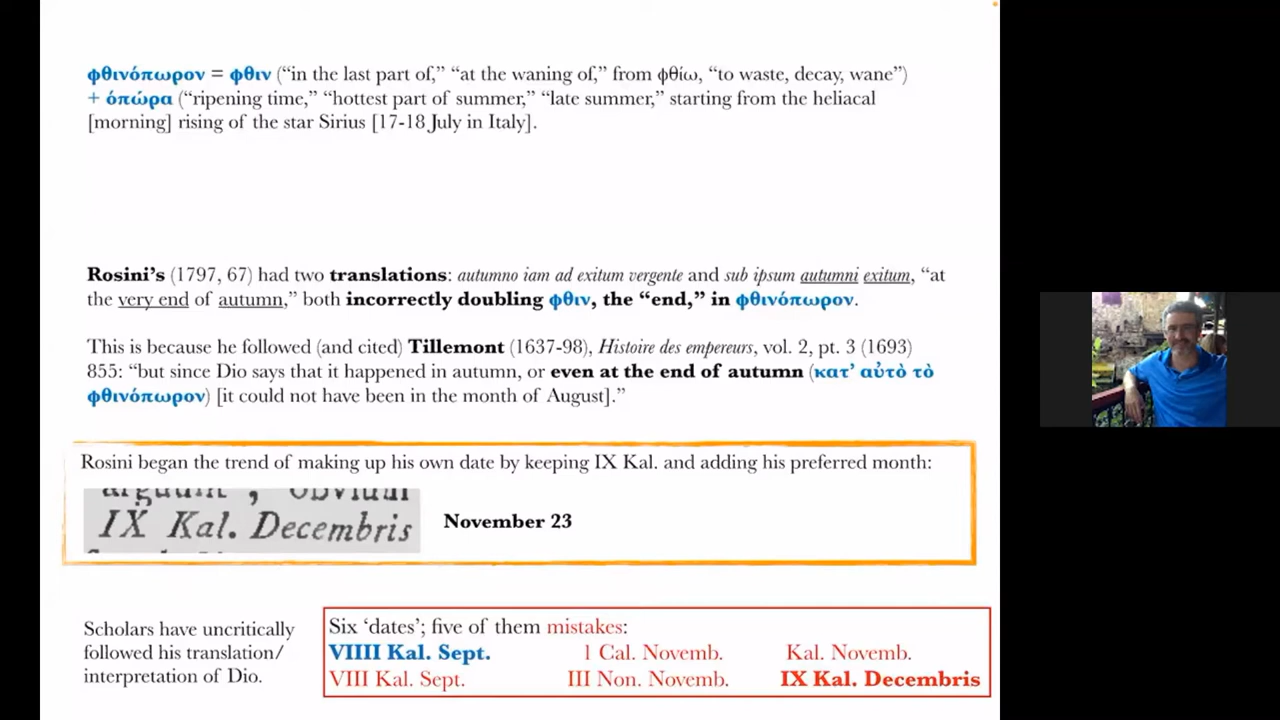 φθινόπωρον = φθιν (“in the last part of,” “at the waning of,” from φθίω, “to waste, decay, wane”)
+ ὀπώρα (“ripening time,” “hottest part of summer,” “late summer,” starting from the heliacal
[morning] rising of the star Sirius [17-18 July in Italy].
Rosini’s (1797, 67) had two translations: autumno iam ad exitum vergente and sub ipsum autumni exitum, “at
the very end of autumn,” both incorrectly doubling φθιν, the “end,” in φθινόπωρον.
This is because he followed (and cited) Tillemont (1637-98), Histoire des empereurs, vol. 2, pt. 3 (1693)
855: “but since Dio says that it happened in autumn, or even at the end of autumn (κατ’ αὐτὸ τὸ
φθινόπωρον) [it could not have been in the month of August].”
Rosini began the trend of making up his own date by keeping IX Kal. and adding his preferred month:
IX Kal. Decembris
November 23
Scholars have uncritically
followed his translation/
interpretation of Dio.
Six ‘dates’; five of them mistakes:
VIIII Kal. Sept. 1 Cal. Novemb. Kal. Novemb.
VIII Kal. Sept. III Non. Novemb. IX Kal. Decembris